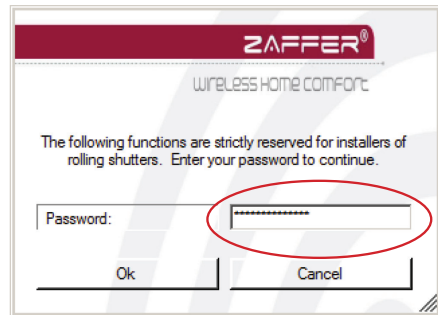 ZAFFER®
WIRELESS HOME COMFORT
The following functions are strictly reserved for installers of
rolling shutters. Enter your password to continue.
Password: **************
Ok Cancel